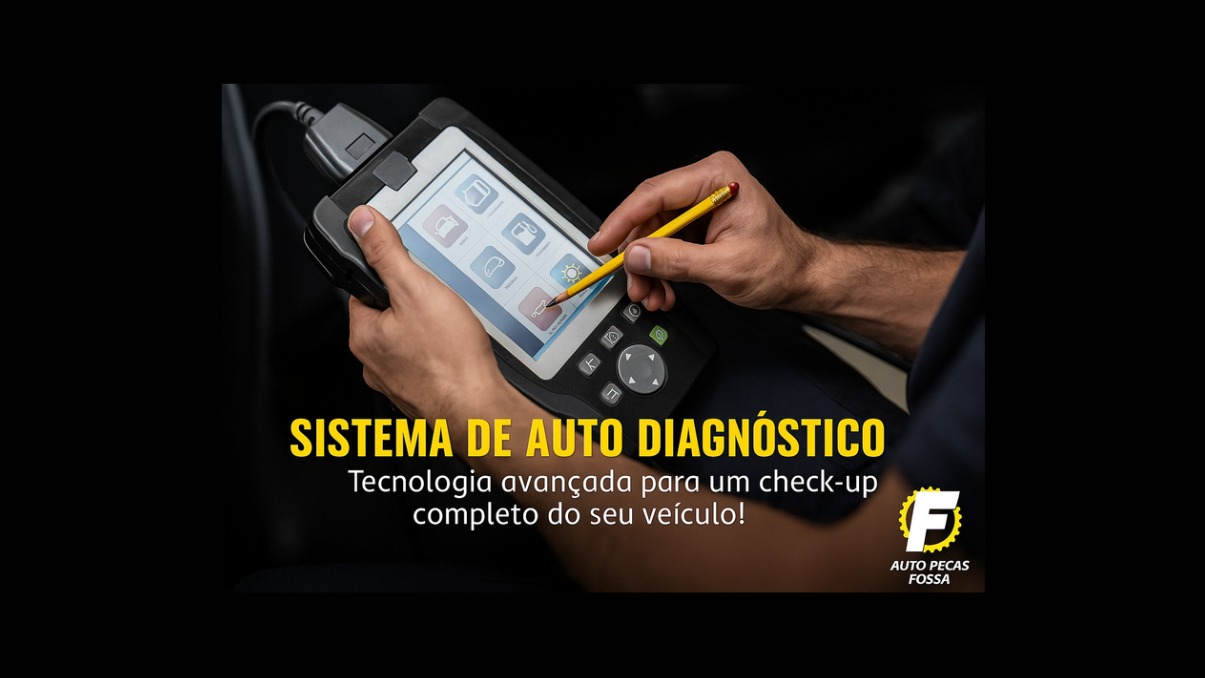 SISTEMA DE AUTO DIAGNÓSTICO
Tecnologia avançada para um check-up
completo do seu veículo!
F
AUTO PECAS
FOSSA